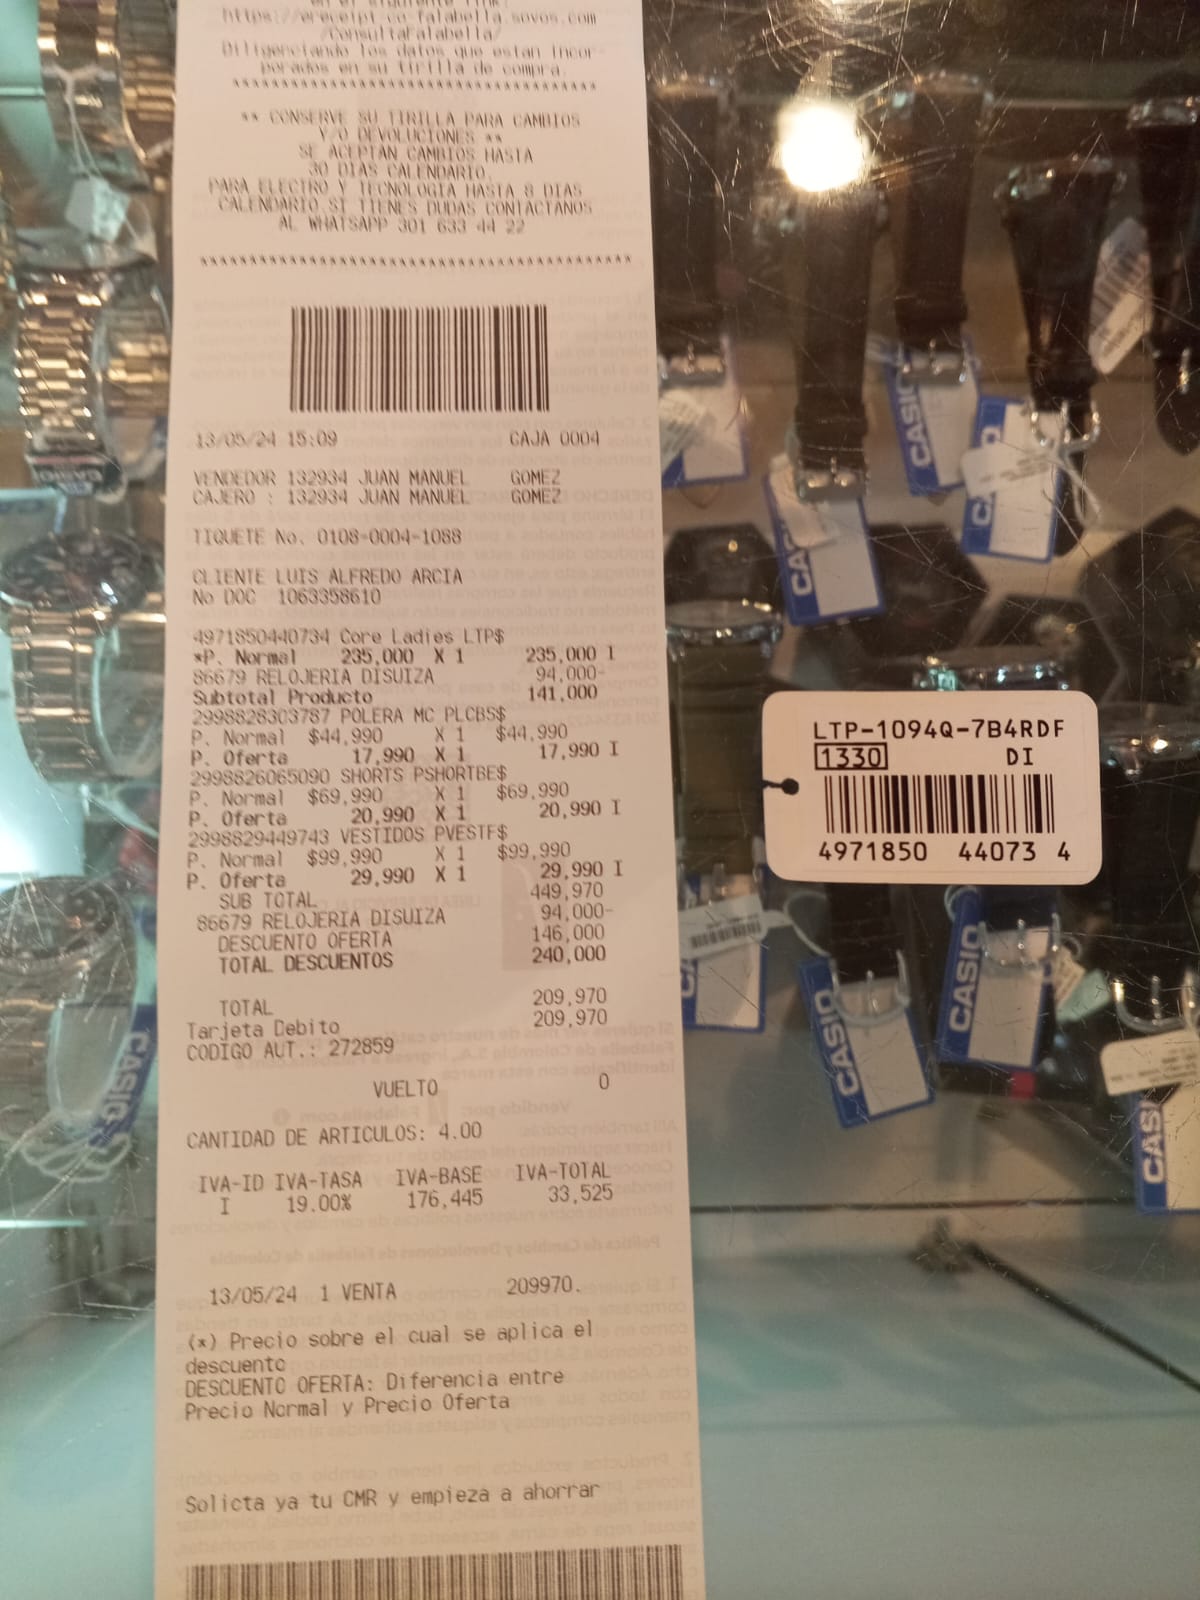 en el siguiente link:
https://ereceipt-co-falabella.sovos.com
/ConsultaFalabella/
Diligenciando los datos que estan incor-
porados en su tirilla de compra.
****************************************
** CONSERVE SU TIRILLA PARA CAMBIOS
Y/O DEVOLUCIONES **
SE ACEPTAN CAMBIOS HASTA
30 DIAS CALENDARIO.
PARA ELECTRO Y TECNOLOGIA HASTA 8 DIAS
CALENDARIO.SI TIENES DUDAS CONTACTANOS
AL WHATSAPP 301 633 44 22
****************************************
13/05/24 15:09 CAJA 0004
VENDEDOR 132934 JUAN MANUEL GOMEZ
CAJERO : 132934 JUAN MANUEL GOMEZ
TIQUETE No. 0108-0004-1088
CLIENTE LUIS ALFREDO ARCIA
No DOC 1063358610
4971850440734 Core Ladies LTP$
*P. Normal 235,000 X 1 235,000 I
86679 RELOJERIA DISUIZA 94,000-
Subtotal Producto 141,000
2998828303787 POLERA MC PLCBS$
P. Normal $44,990 X 1 $44,990
P. Oferta 17,990 X 1 17,990 I
2998826065090 SHORTS PSHORTBE$
P. Normal $69,990 X 1 $69,990
P. Oferta 20,990 X 1 20,990 I
2998829449743 VESTIDOS PVESTF$
P. Normal $99,990 X 1 $99,990
P. Oferta 29,990 X 1 29,990 I
SUB TOTAL 449,970
86679 RELOJERIA DISUIZA 94,000-
DESCUENTO OFERTA 146,000
TOTAL DESCUENTOS 240,000
TOTAL 209,970
Tarjeta Debito 209,970
CODIGO AUT.: 272859
VUELTO 0
CANTIDAD DE ARTICULOS: 4.00
IVA-ID IVA-TASA IVA-BASE IVA-TOTAL
I 19.00% 176,445 33,525
13/05/24 1 VENTA 209970.
(*) Precio sobre el cual se aplica el
descuento
DESCUENTO OFERTA: Diferencia entre
Precio Normal y Precio Oferta
Solicta ya tu CMR y empieza a ahorrar
LTP-1094Q-7B4RDF
1330 DI
4971850 44073 4
CASIO
CASIO
CASIO
CASIO
CASIO